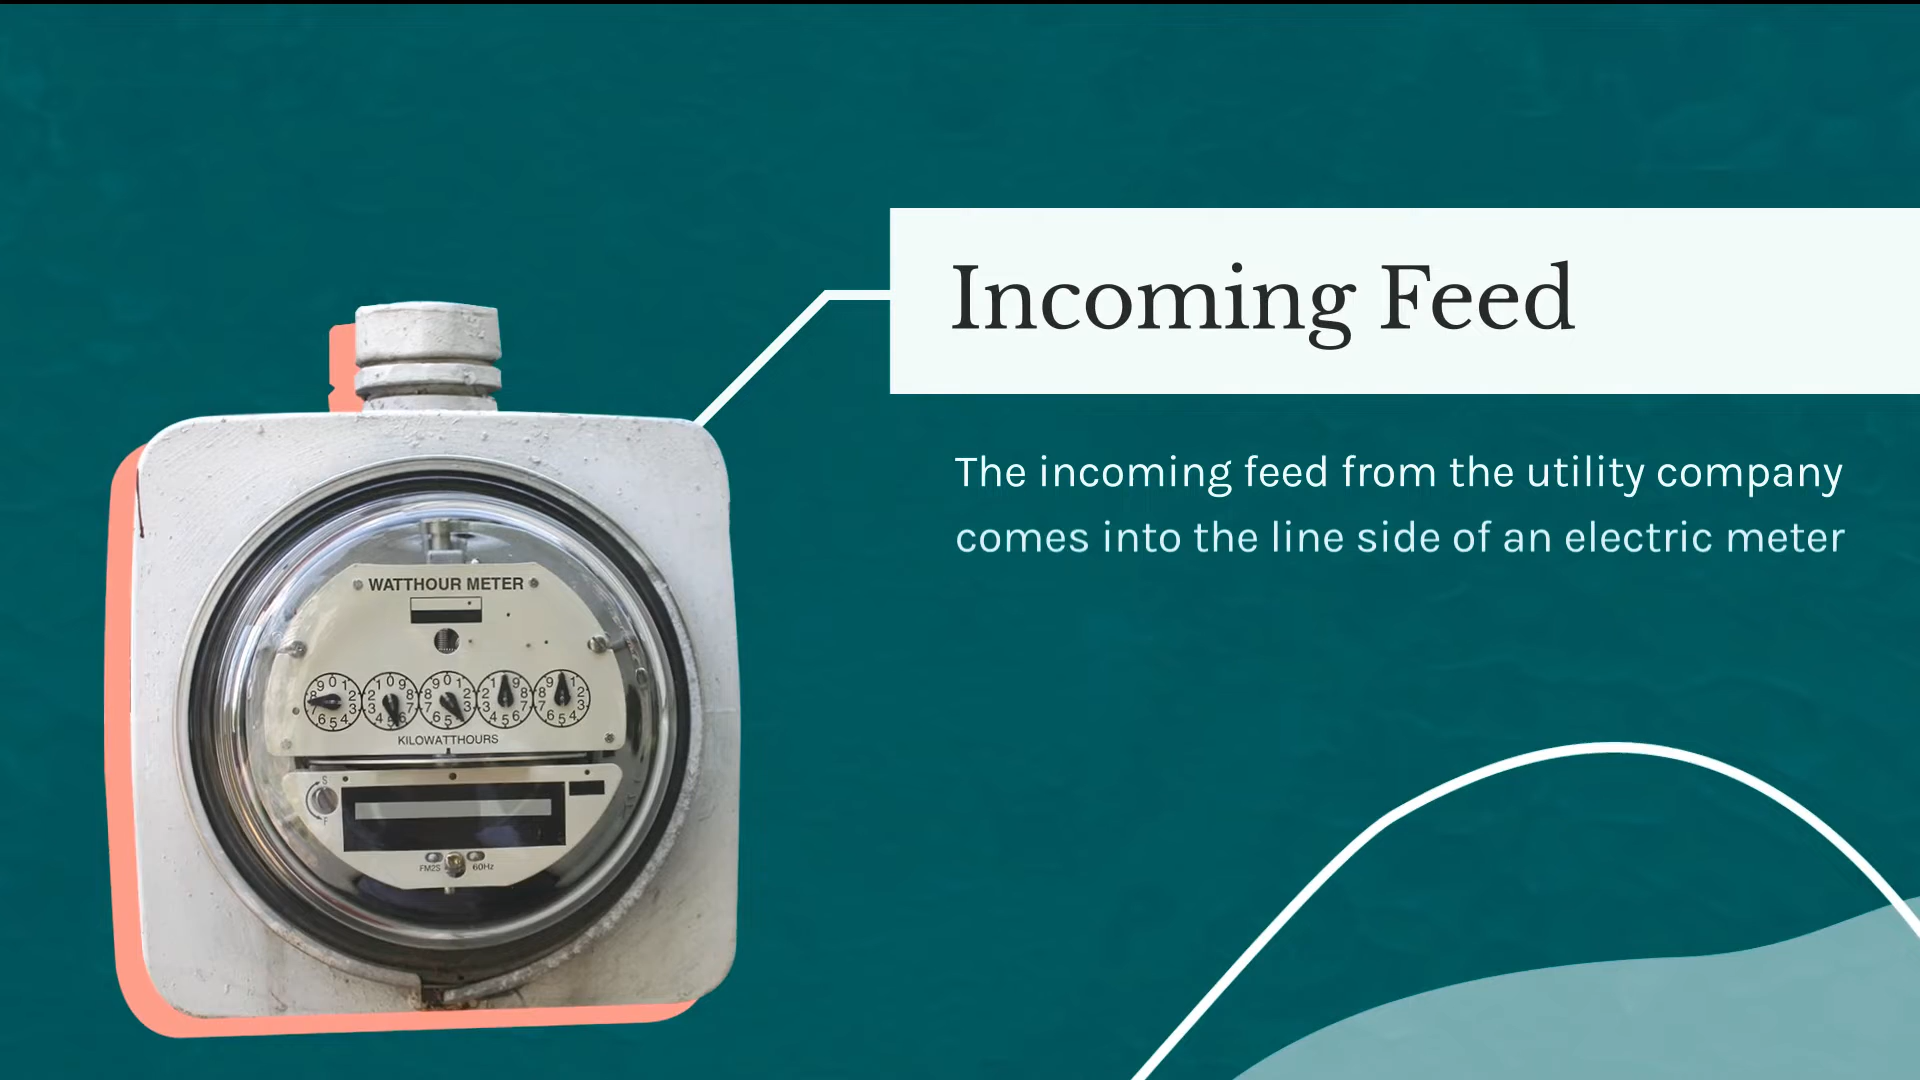 Incoming Feed
The incoming feed from the utility company
comes into the line side of an electric meter
WATTHOUR METER
KILOWATTHOURS
S
F
FM2S 60Hz